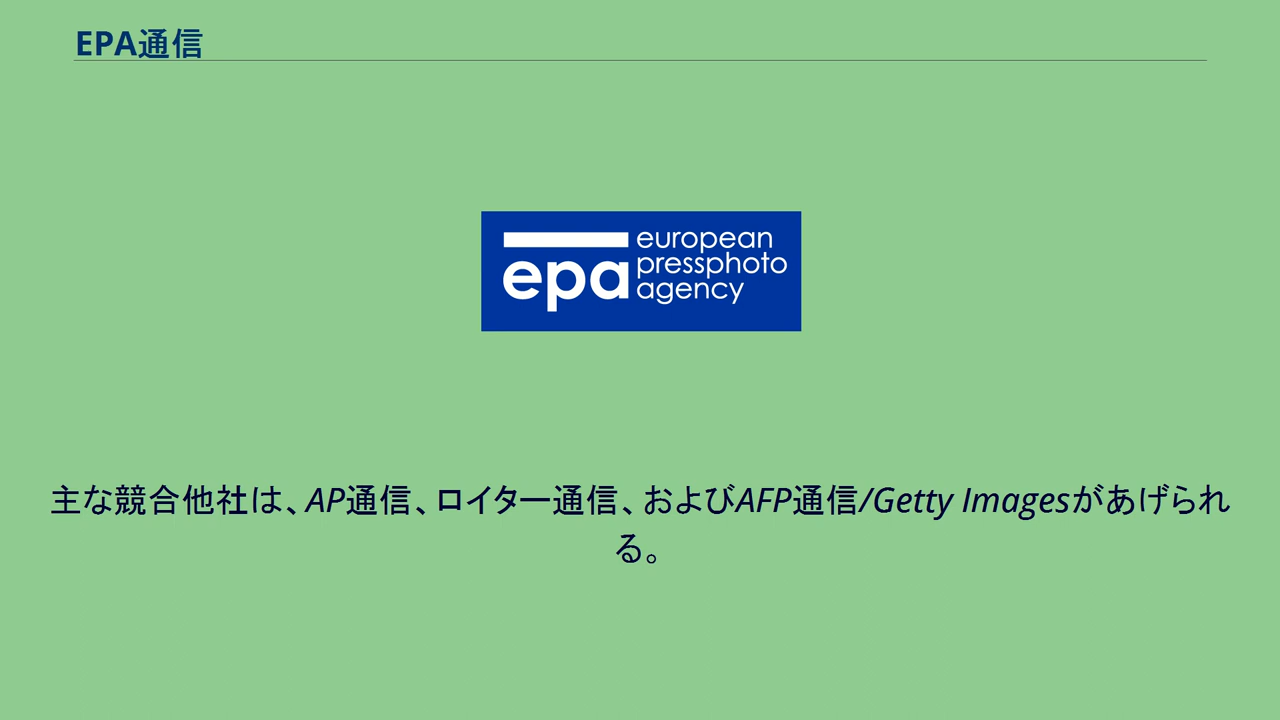 EPA通信
european
pressphoto
epa
agency
主な競合他社は、AP通信、ロイター通信、およびAFP通信/Getty Imagesがあげられ
る。